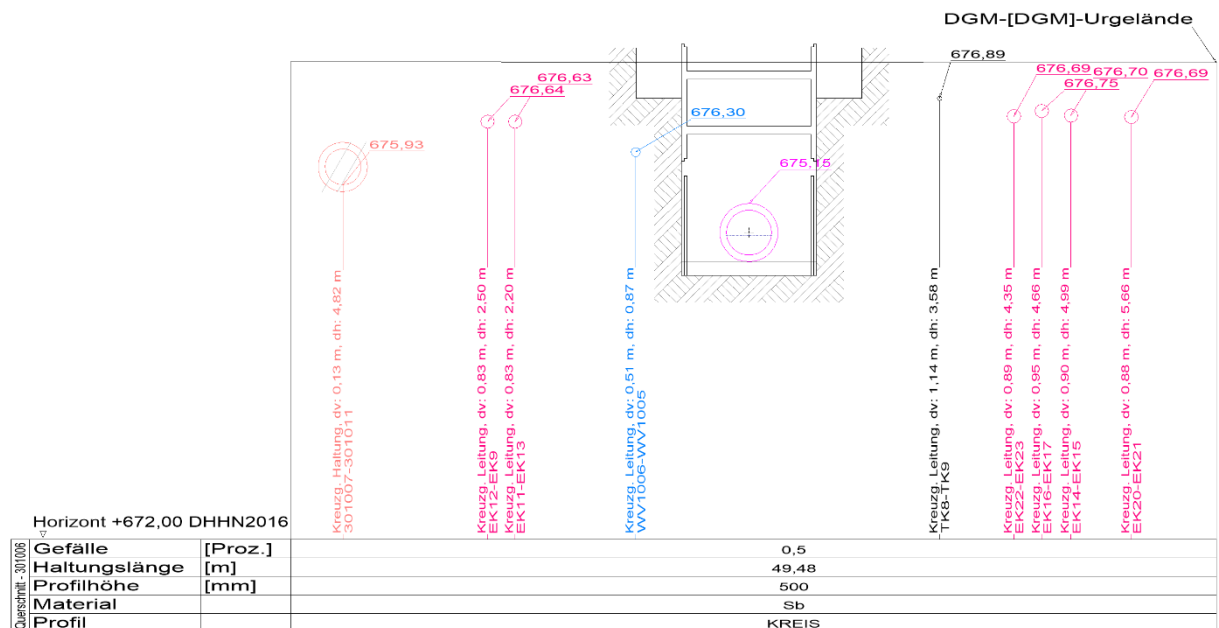 DGM-[DGM]-Urgelände
676,89
676,63
676,64
676,69
676,70
676,75
676,69
676,30
675,93
675,15
Kreuzg. Haltung, dv: 0,13 m, dh: 4,82 m
301007-301011
Kreuzg. Leitung, dv: 0,83 m, dh: 2,50 m
EK12-EK9
Kreuzg. Leitung, dv: 0,83 m, dh: 2,20 m
EK11-EK13
Kreuzg. Leitung, dv: 0,51 m, dh: 0,87 m
WV1006-WV1005
Kreuzg. Leitung, dv: 1,14 m, dh: 3,58 m
TK8-TK9
Kreuzg. Leitung, dv: 0,89 m, dh: 4,35 m
EK22-EK23
Kreuzg. Leitung, dv: 0,95 m, dh: 4,66 m
EK16-EK17
Kreuzg. Leitung, dv: 0,90 m, dh: 4,99 m
EK14-EK15
Kreuzg. Leitung, dv: 0,88 m, dh: 5,66 m
EK20-EK21
Horizont +672,00 DHHN2016
Querschnitt - 301006
Gefälle [Proz.] 0,5
Haltungslänge [m] 49,48
Profilhöhe [mm] 500
Material Sb
Profil KREIS